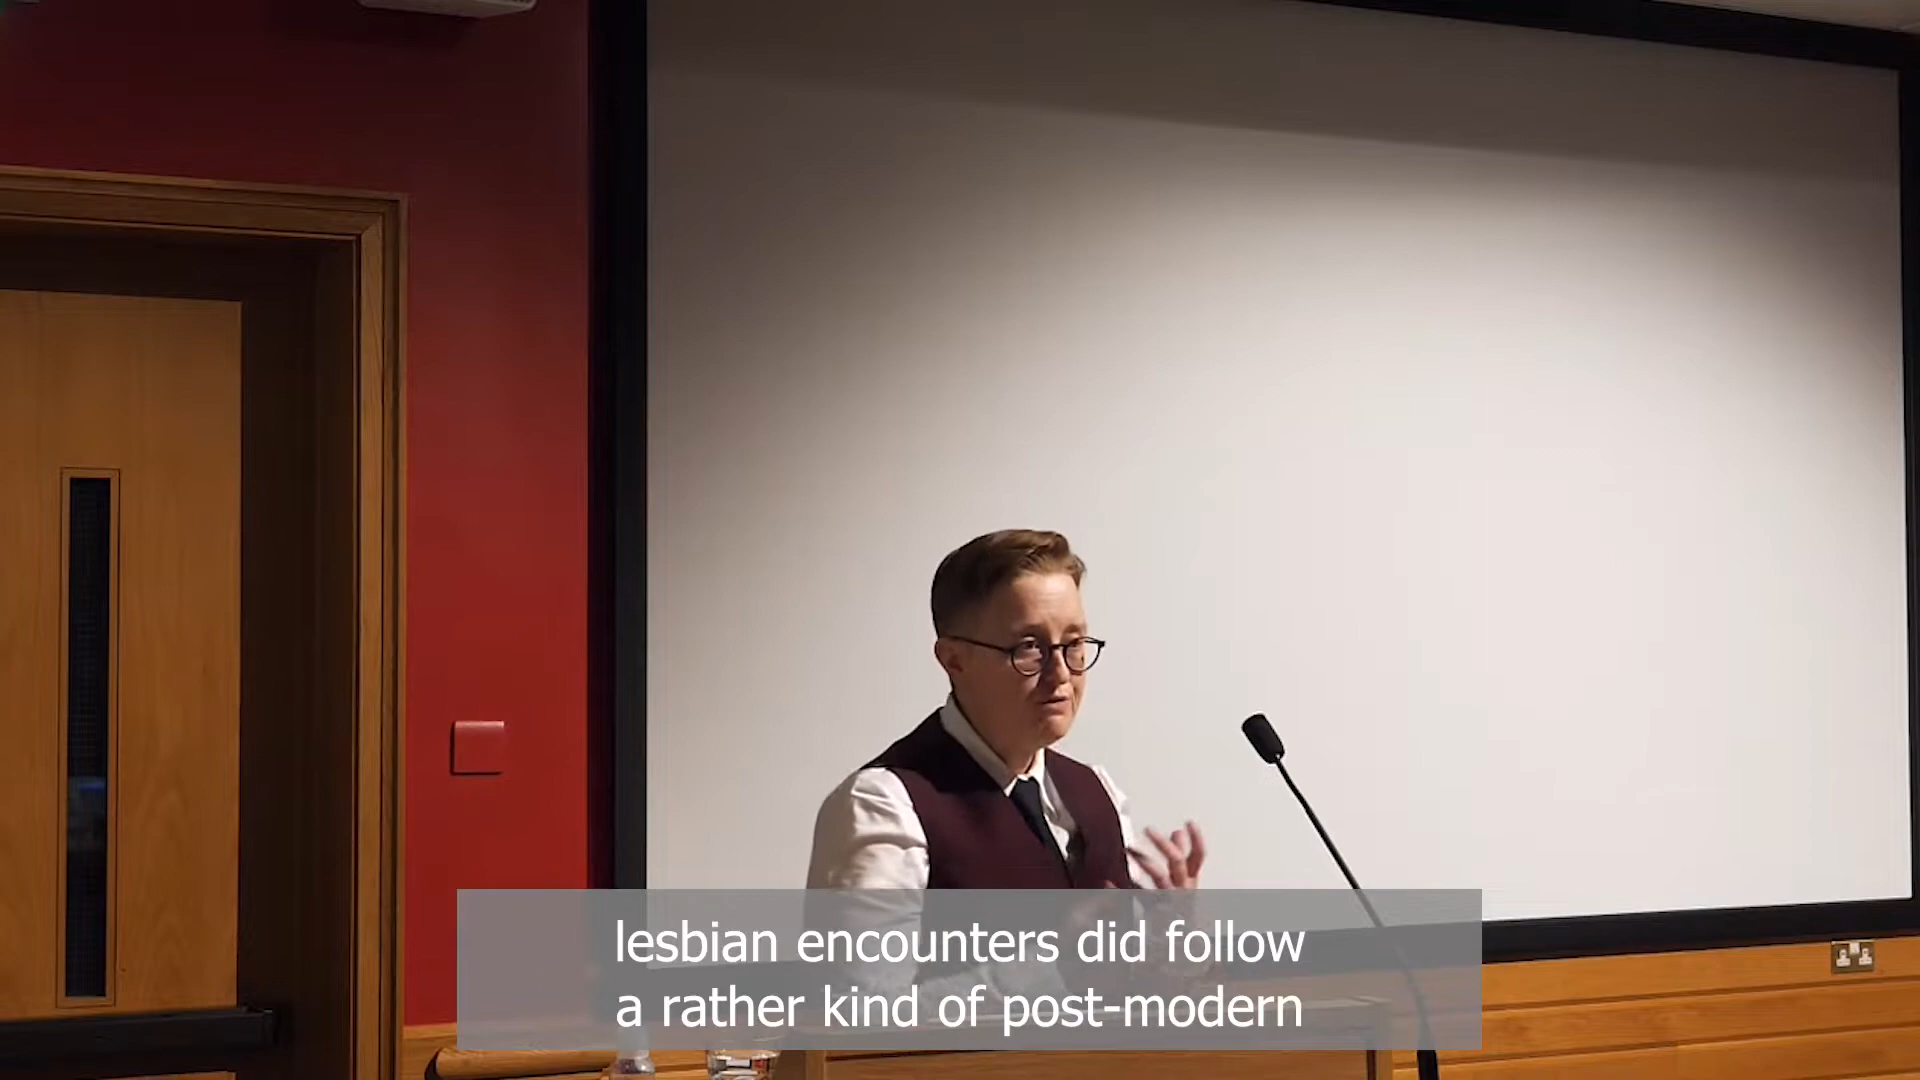 lesbian encounters did follow
a rather kind of post-modern